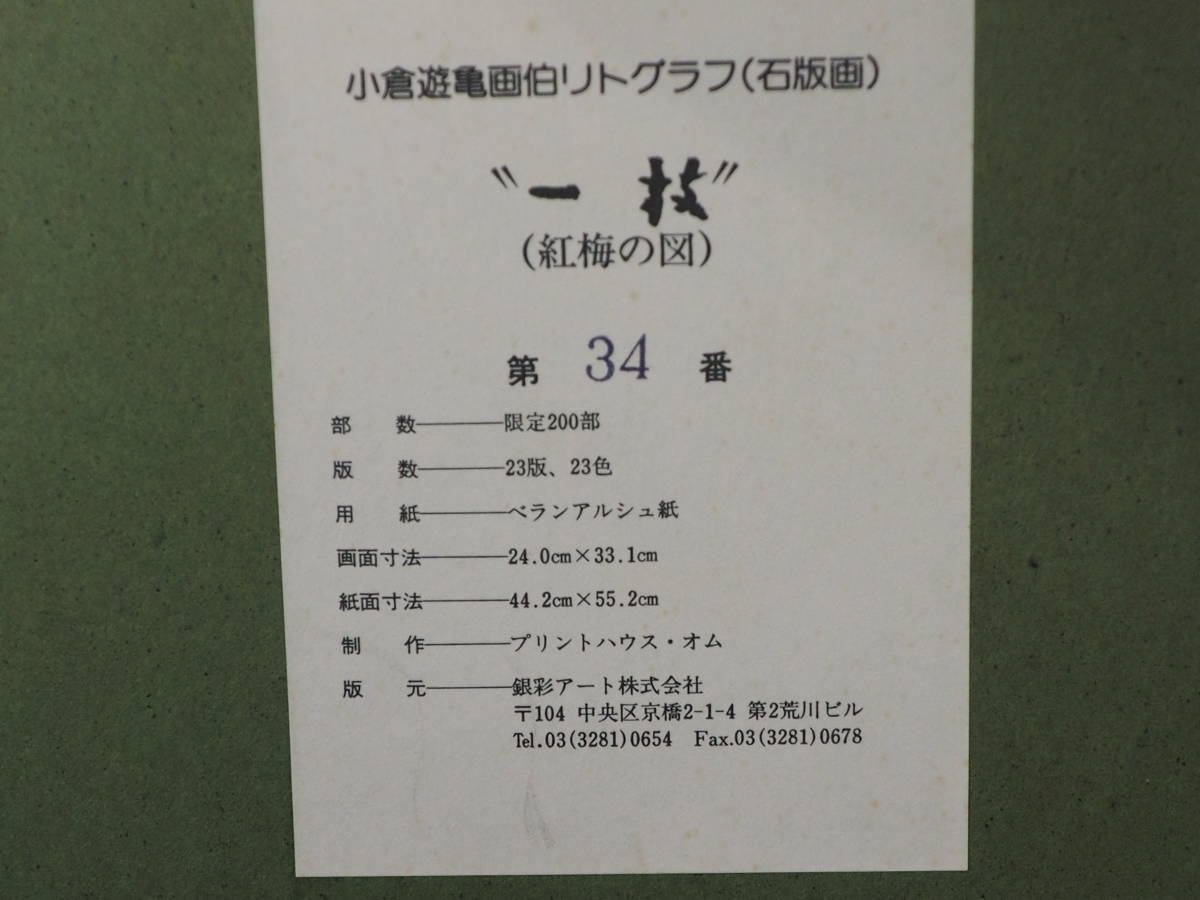 小倉遊亀画伯リトグラフ(石版画)
〝一 枝〟
(紅梅の図)
第 34 番
部 数────限定200部
版 数────23版、23色
用 紙────ベランアルシュ紙
画面寸法────24.0cm×33.1cm
紙面寸法────44.2cm×55.2cm
制 作────プリントハウス・オム
版 元────銀彩アート株式会社
〒104 中央区京橋2-1-4 第2荒川ビル
Tel.03(3281)0654 Fax.03(3281)0678